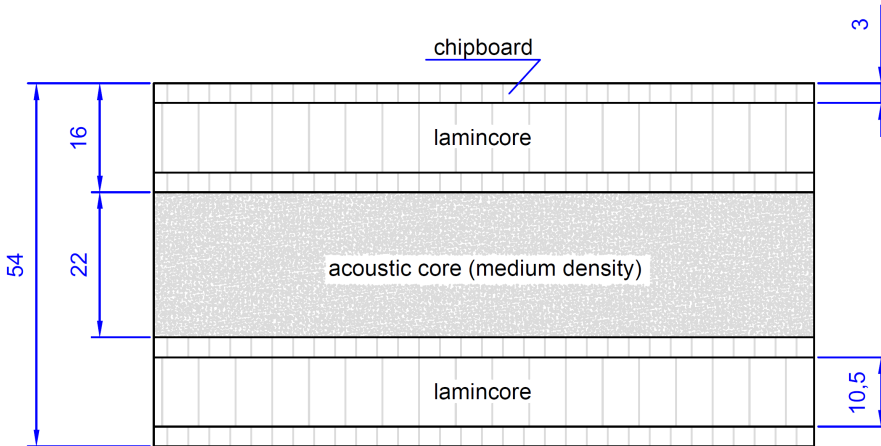 3
chipboard
16
lamincore
54
22
acoustic core (medium density)
lamincore
10,5